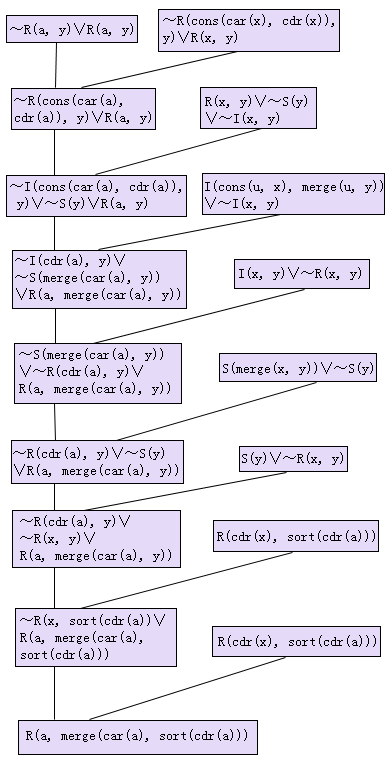 ～R(a, y)∨R(a, y)
～R(cons(car(x), cdr(x)),
y)∨R(x, y)
～R(cons(car(a),
cdr(a)), y)∨R(a, y)
R(x, y)∨～S(y)
∨～I(x, y)
～I(cons(car(a), cdr(a)),
y)∨～S(y)∨R(a, y)
I(cons(u, x), merge(u, y))
∨～I(x, y)
～I(cdr(a), y)∨
～S(merge(car(a), y))
∨R(a, merge(car(a), y))
I(x, y)∨～R(x, y)
～S(merge(car(a), y))
∨～R(cdr(a), y)∨
R(a, merge(car(a), y))
S(merge(x, y))∨～S(y)
～R(cdr(a), y)∨～S(y)
∨R(a, merge(car(a), y))
S(y)∨～R(x, y)
～R(cdr(a), y)∨
～R(x, y)∨
R(a, merge(car(a), y))
R(cdr(x), sort(cdr(a)))
～R(x, sort(cdr(a))∨
R(a, merge(car(a),
sort(cdr(a)))
R(cdr(x), sort(cdr(a)))
R(a, merge(car(a), sort(cdr(a)))